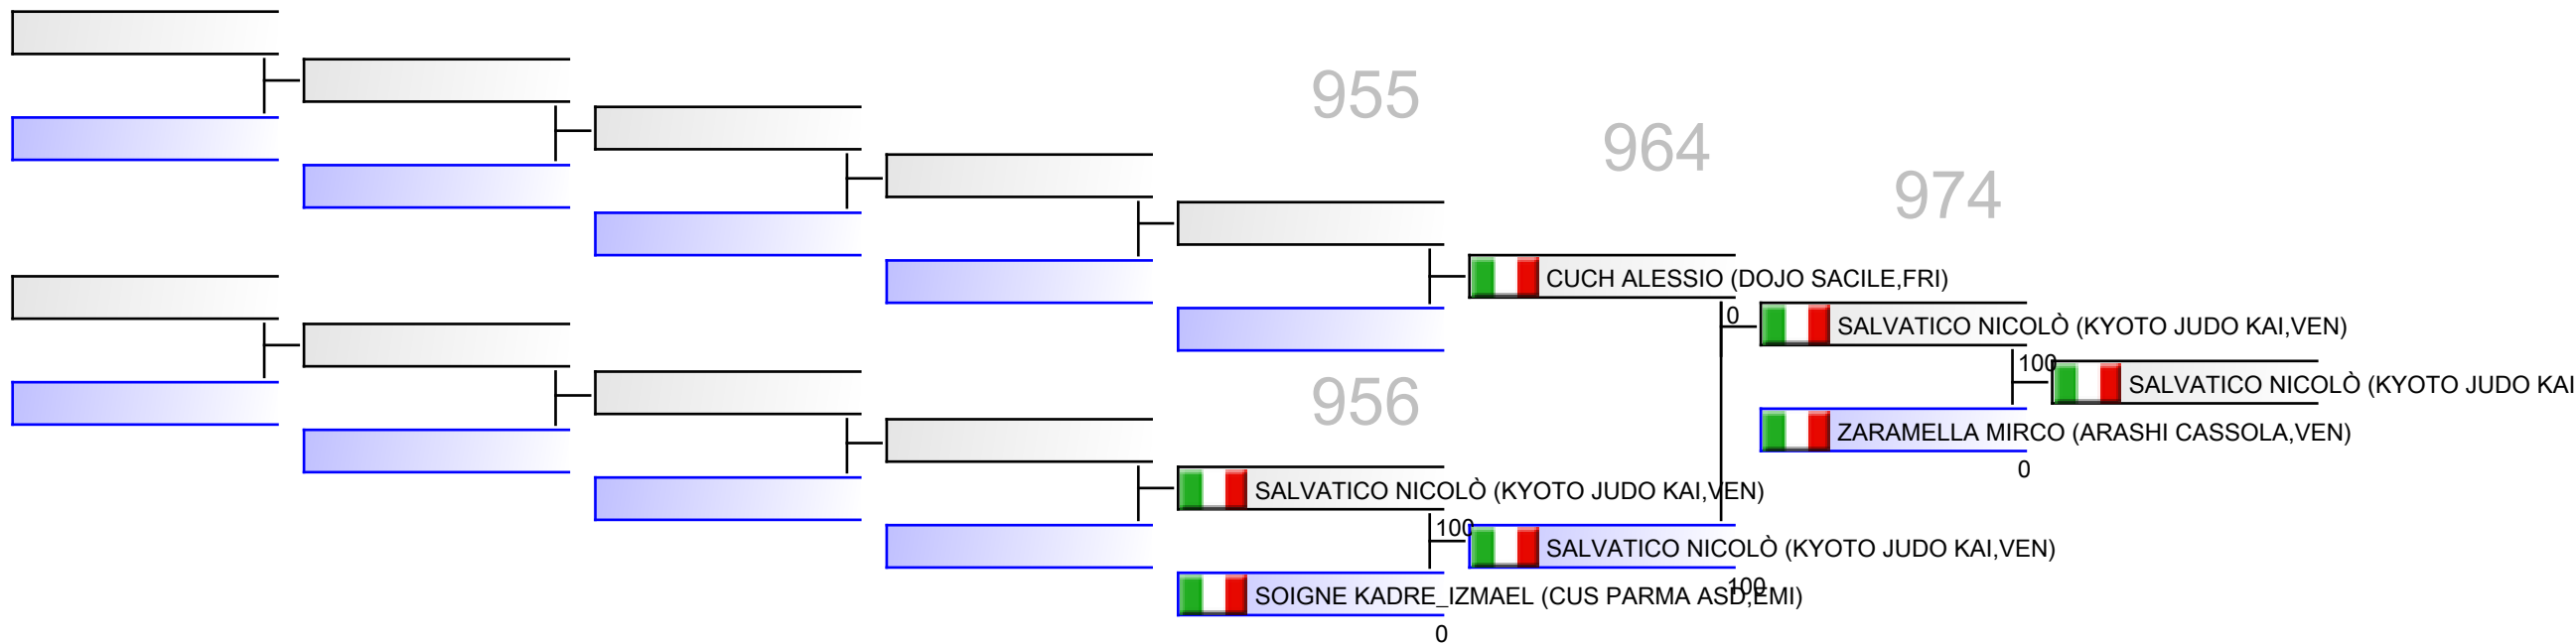 955
964
974
CUCH ALESSIO (DOJO SACILE,FRI)
0
SALVATICO NICOLÒ (KYOTO JUDO KAI,VEN)
100
SALVATICO NICOLÒ (KYOTO JUDO KAI
956
ZARAMELLA MIRCO (ARASHI CASSOLA,VEN)
0
SALVATICO NICOLÒ (KYOTO JUDO KAI,VEN)
100
SALVATICO NICOLÒ (KYOTO JUDO KAI,VEN)
100
SOIGNE KADRE_IZMAEL (CUS PARMA ASD,EMI)
0